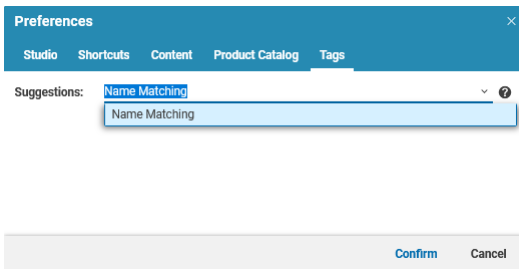 Preferences
Studio Shortcuts Content Product Catalog Tags
Suggestions: Name Matching
Name Matching
Confirm Cancel